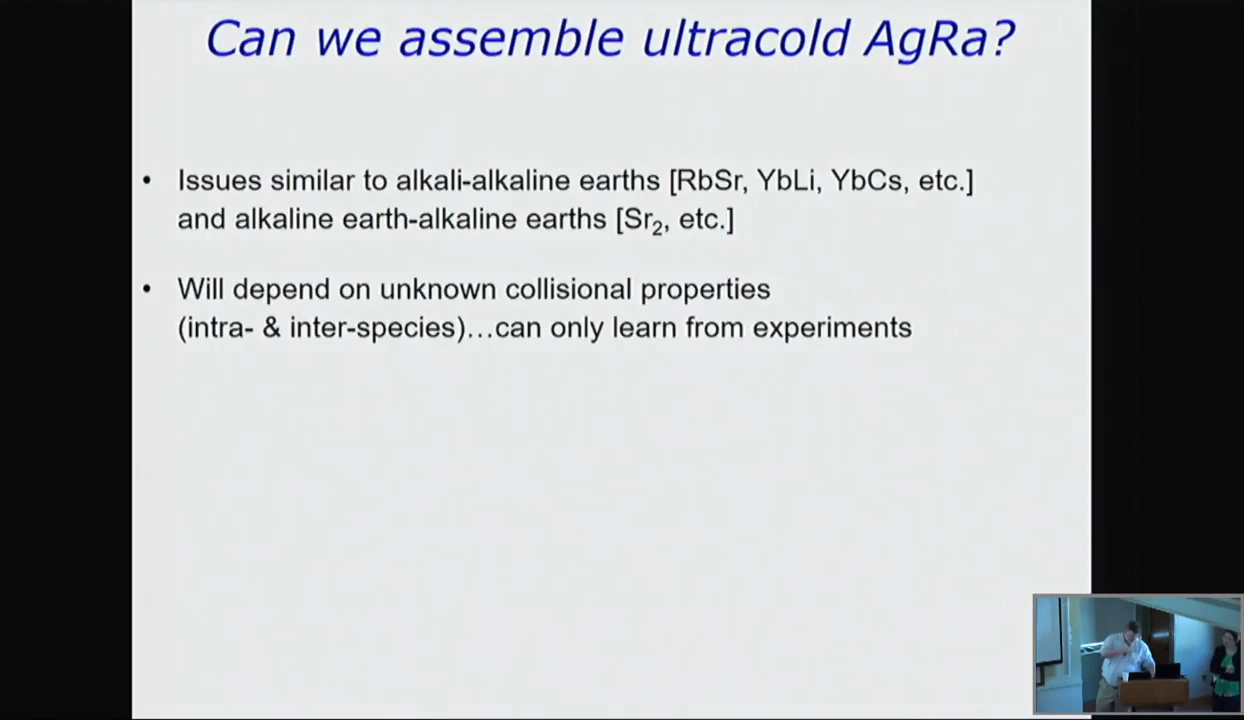 Can we assemble ultracold AgRa?
• Issues similar to alkali-alkaline earths [RbSr, YbLi, YbCs, etc.]
and alkaline earth-alkaline earths [Sr₂, etc.]
• Will depend on unknown collisional properties
(intra- & inter-species)…can only learn from experiments